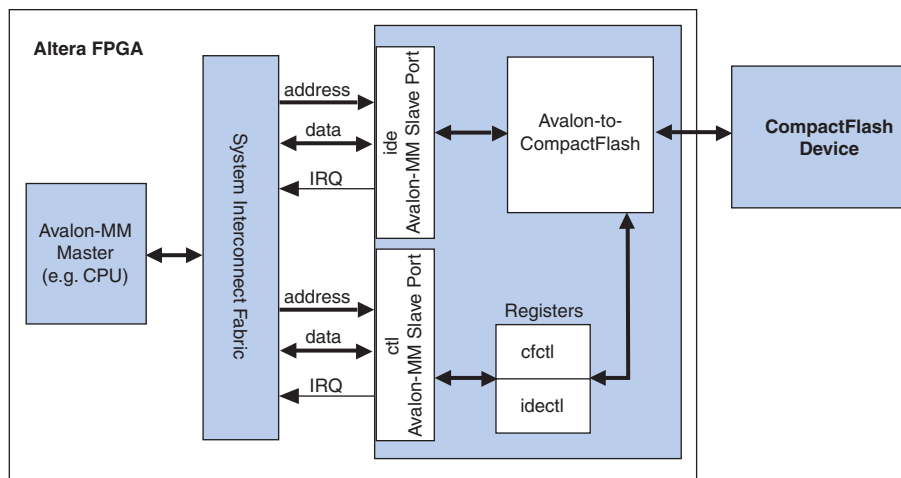 Altera FPGA
Avalon-MM
Master
(e.g. CPU)
System Interconnect Fabric
address
data
IRQ
ide
Avalon-MM Slave Port
Avalon-to-
CompactFlash
CompactFlash
Device
address
data
IRQ
ctl
Avalon-MM Slave Port
Registers
cfctl
idectl